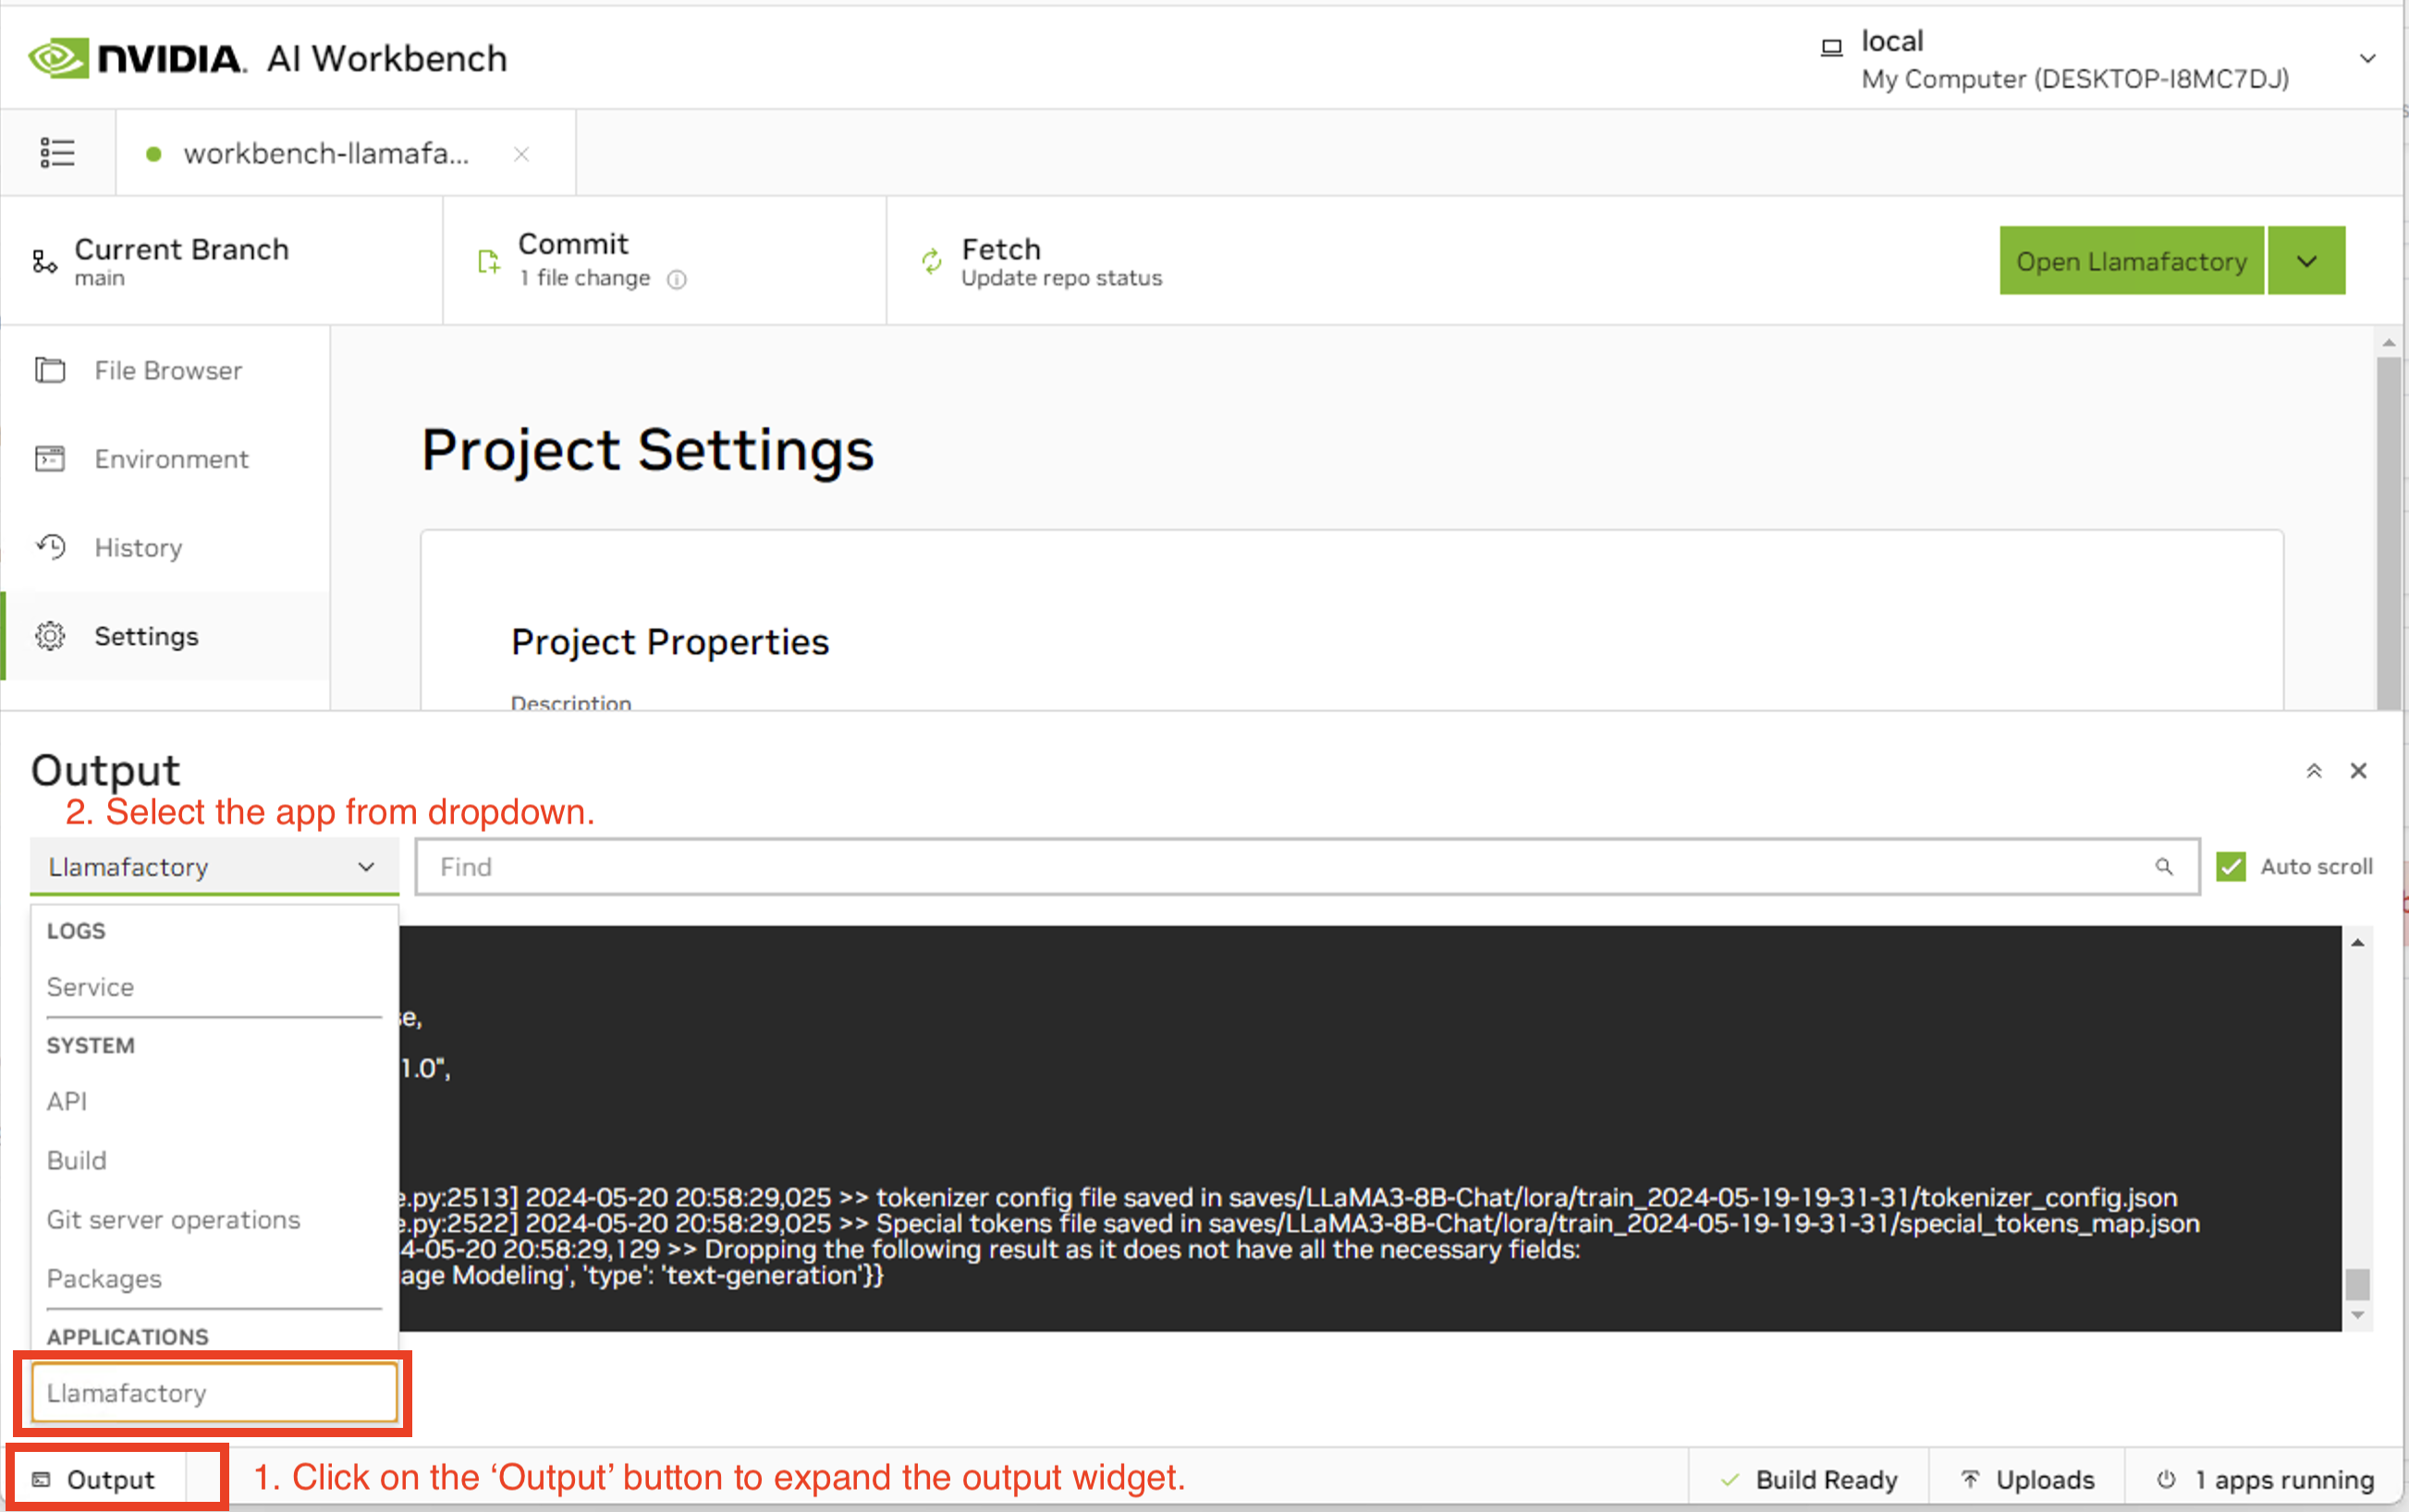 NVIDIA. AI Workbench
local
My Computer (DESKTOP-I8MC7DJ)
workbench-llamafa...
Current Branch
main
Commit
1 file change
Fetch
Update repo status
Open Llamafactory
File Browser
Environment
History
Settings
Project Settings
Project Properties
Description
Output
2. Select the app from dropdown.
Llamafactory
Find
Auto scroll
LOGS
Service
SYSTEM
API
Build
Git server operations
Packages
APPLICATIONS
Llamafactory
se,
1.0",
e.py:2513] 2024-05-20 20:58:29,025 >> tokenizer config file saved in saves/LLaMA3-8B-Chat/lora/train_2024-05-19-19-31-31/tokenizer_config.json
e.py:2522] 2024-05-20 20:58:29,025 >> Special tokens file saved in saves/LLaMA3-8B-Chat/lora/train_2024-05-19-19-31-31/special_tokens_map.json
4-05-20 20:58:29,129 >> Dropping the following result as it does not have all the necessary fields:
age Modeling', 'type': 'text-generation'}}
Output
1. Click on the ‘Output’ button to expand the output widget.
Build Ready
Uploads
1 apps running